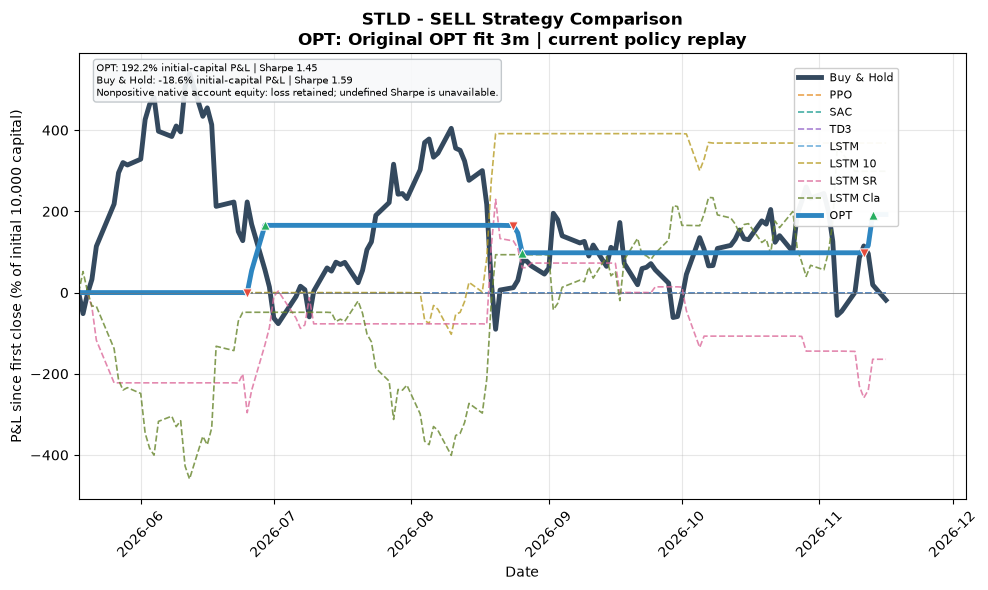 STLD - SELL Strategy Comparison
OPT: Original OPT fit 3m | current policy replay
OPT: 192.2% initial-capital P&L | Sharpe 1.45
Buy & Hold: -18.6% initial-capital P&L | Sharpe 1.59
Nonpositive native account equity: loss retained; undefined Sharpe is unavailable.
Buy & Hold
PPO
SAC
TD3
LSTM
LSTM 10
LSTM SR
LSTM Cla
OPT
P&L since first close (% of initial 10,000 capital)
400
200
0
−200
−400
2026-06
2026-07
2026-08
2026-09
2026-10
2026-11
2026-12
Date